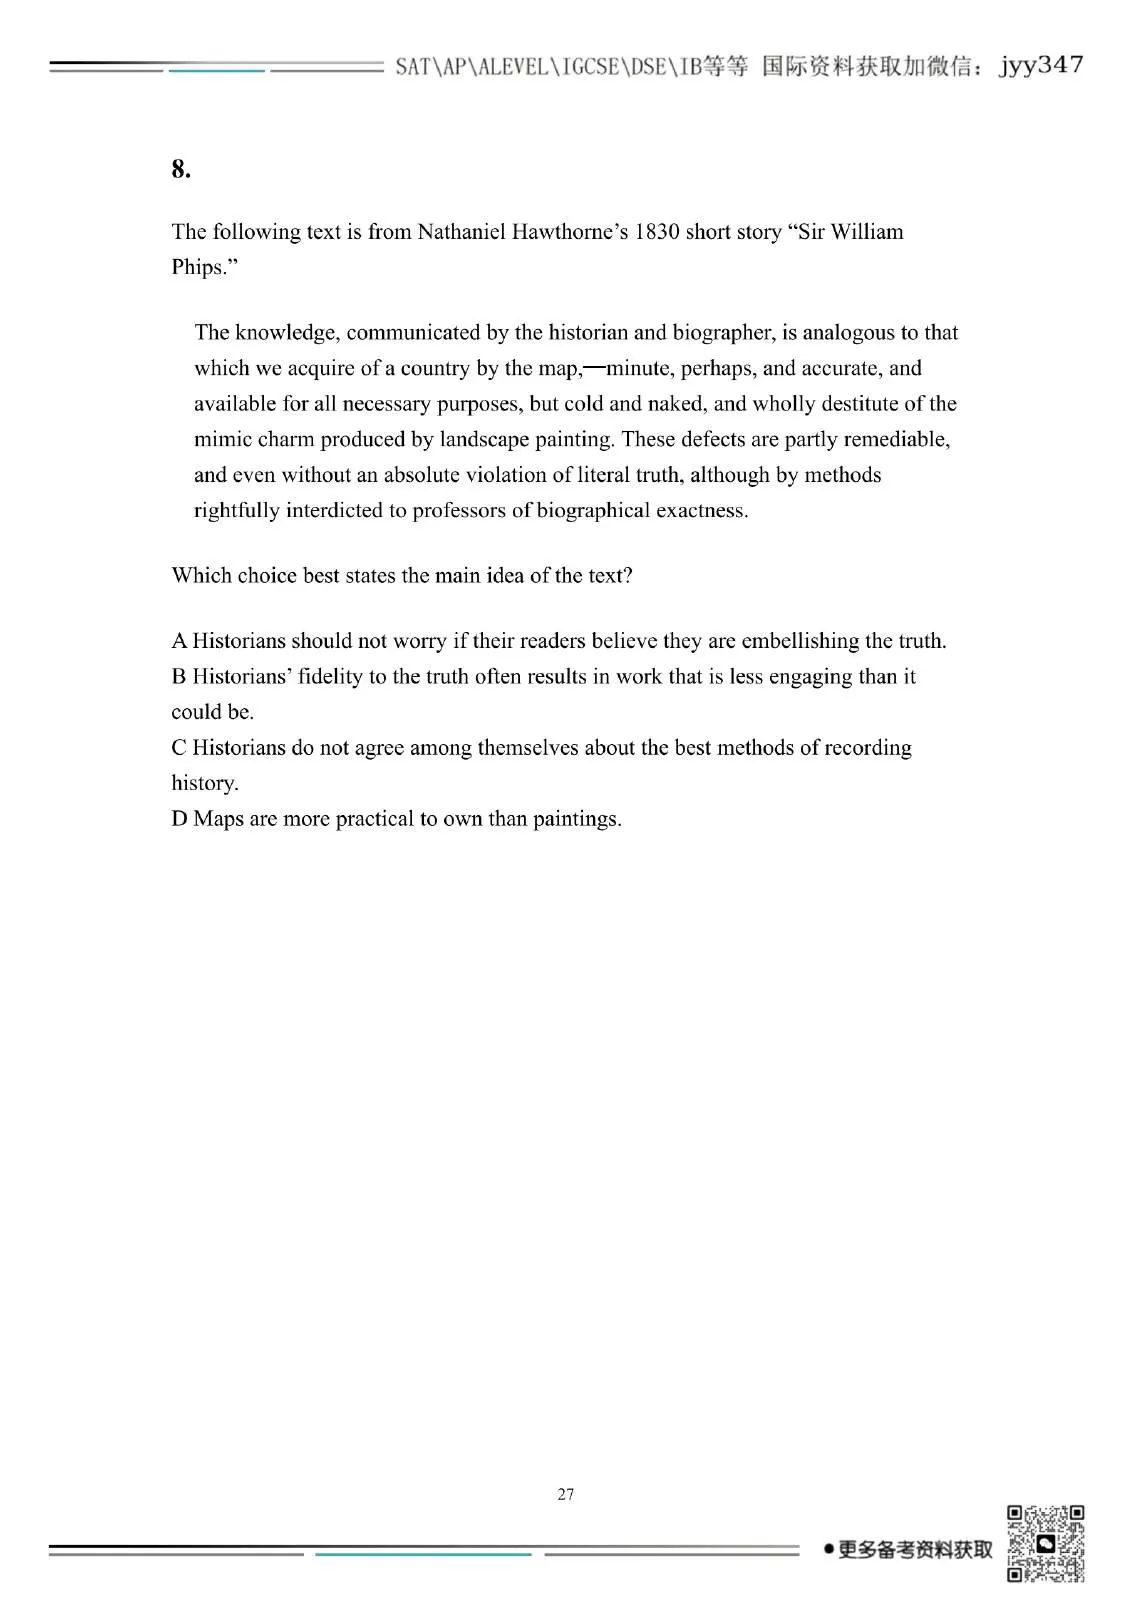 SAT\AP\ALEVEL\IGCSE\DSE\IB等等 国际资料获取加微信: jyy347
8.
The following text is from Nathaniel Hawthorne’s 1830 short story “Sir William
Phips.”
The knowledge, communicated by the historian and biographer, is analogous to that
which we acquire of a country by the map,—minute, perhaps, and accurate, and
available for all necessary purposes, but cold and naked, and wholly destitute of the
mimic charm produced by landscape painting. These defects are partly remediable,
and even without an absolute violation of literal truth, although by methods
rightfully interdicted to professors of biographical exactness.
Which choice best states the main idea of the text?
A Historians should not worry if their readers believe they are embellishing the truth.
B Historians’ fidelity to the truth often results in work that is less engaging than it
could be.
C Historians do not agree among themselves about the best methods of recording
history.
D Maps are more practical to own than paintings.
27
●更多备考资料获取